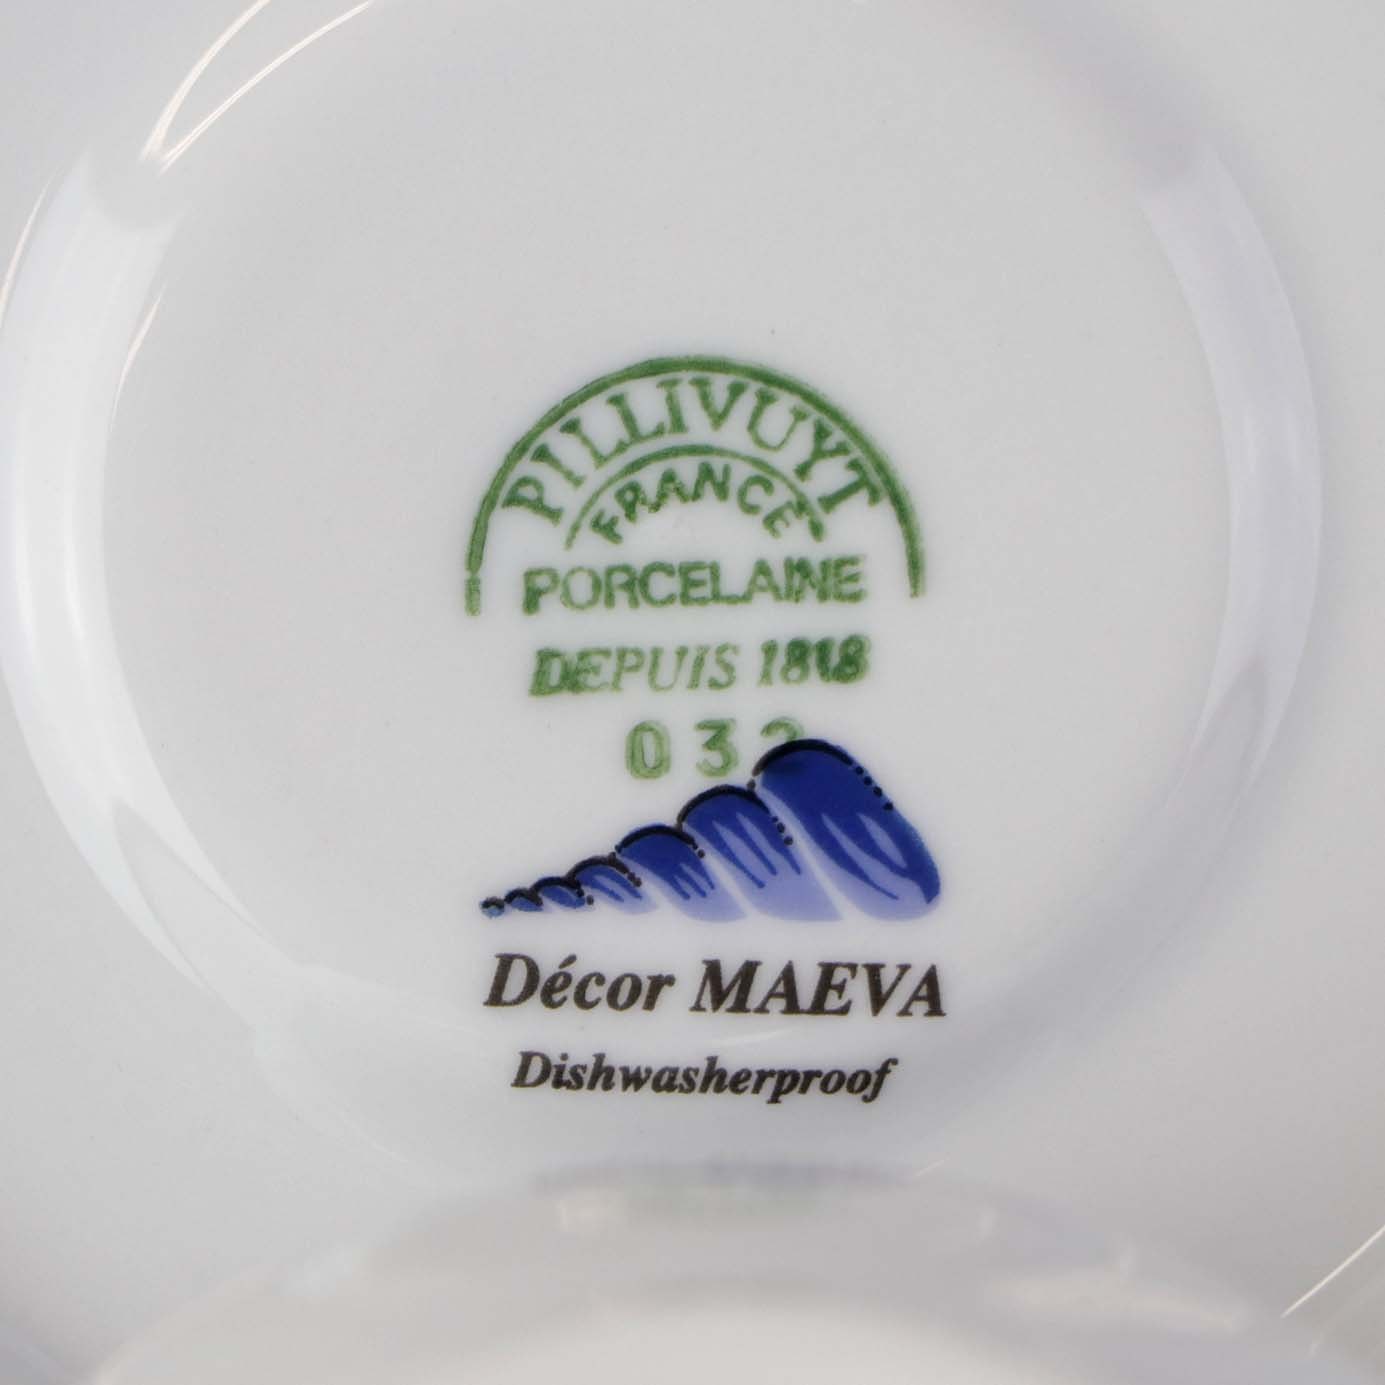 PILLIVUYT
FRANCE
PORCELAINE
DEPUIS 1818
Décor MAEVA
Dishwasherproof